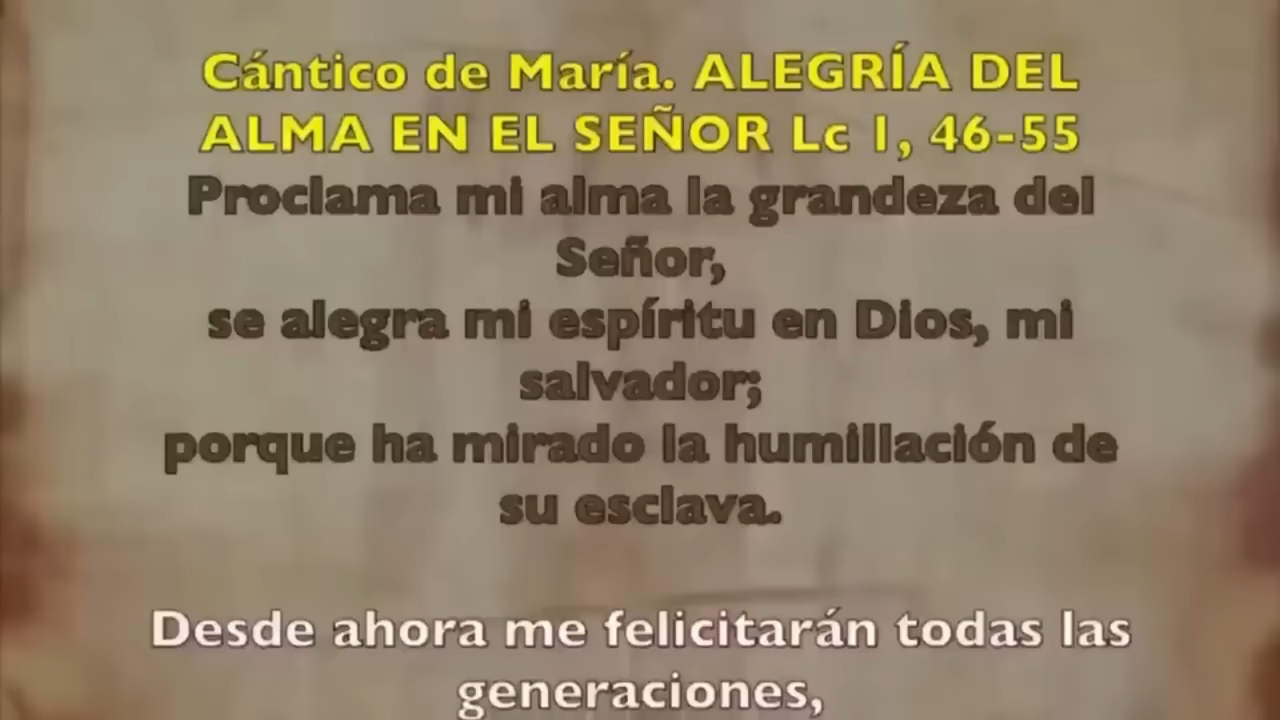 Cántico de María. ALEGRÍA DEL
ALMA EN EL SEÑOR Lc 1, 46-55
Proclama mi alma la grandeza del
Señor,
se alegra mi espíritu en Dios, mi
salvador;
porque ha mirado la humillación de
su esclava.
Desde ahora me felicitarán todas las
generaciones,